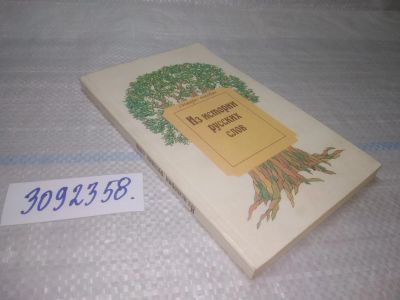 Из истории
русских
слов
3092358.